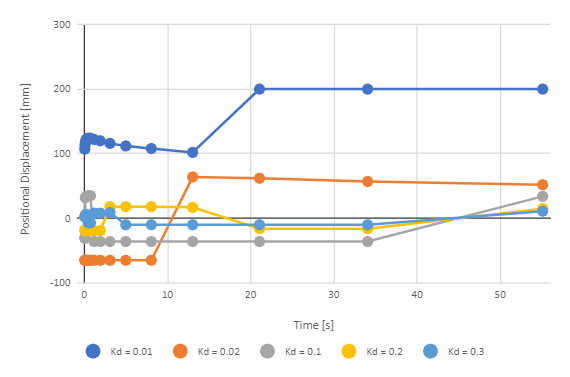 300
200
100
0
-100
Positional Displacement [mm]
0 10 20 30 40 50
Time [s]
Kd = 0.01 Kd = 0.02 Kd = 0.1 Kd = 0.2 Kd = 0.3